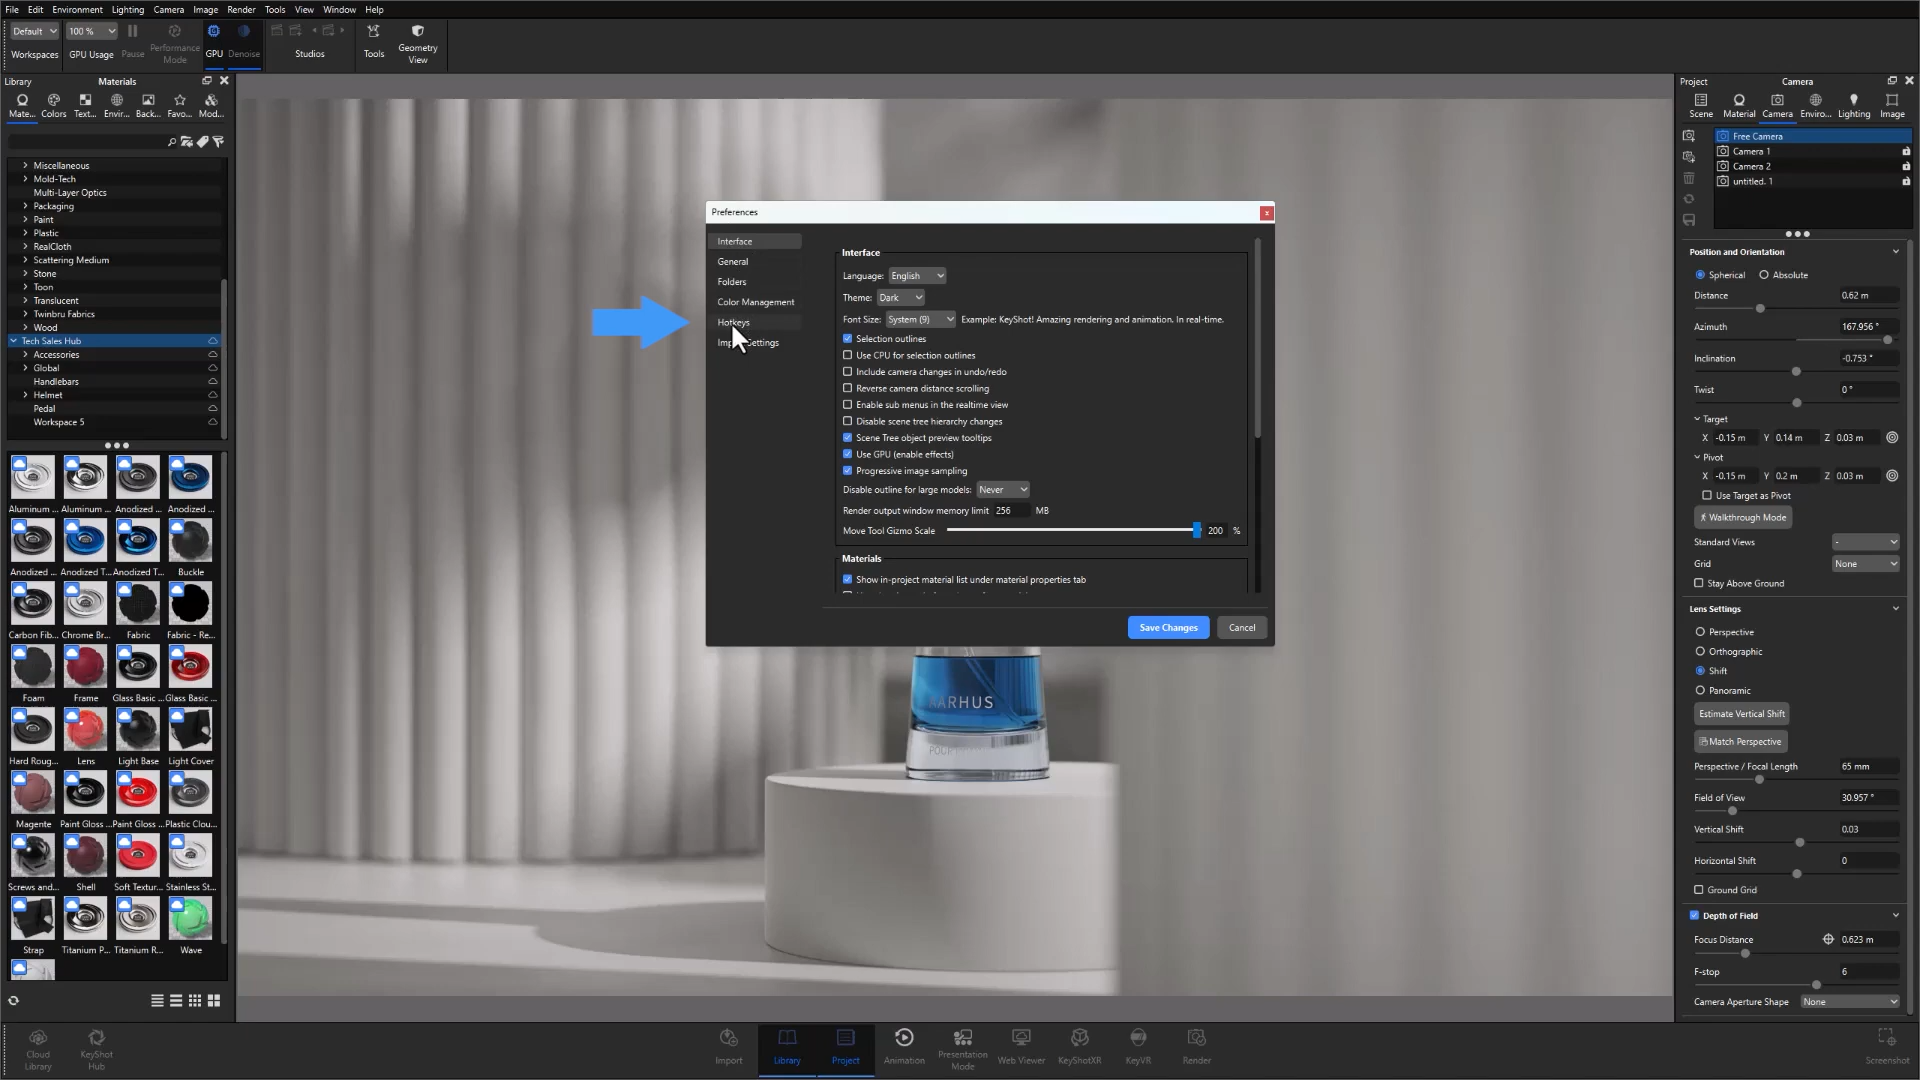 File Edit Environment Lighting Camera Image Render Tools View Window Help
Default 100 %
Workspaces GPU Usage Pause Performance Mode GPU Denoise Studios Tools Geometry View
Library Materials
Mate... Colors Text... Envir... Back... Favo... Mod...
Miscellaneous
Mold-Tech
Multi-Layer Optics
Packaging
Paint
Plastic
RealCloth
Scattering Medium
Stone
Toon
Translucent
Twinbru Fabrics
Wood
Tech Sales Hub
Accessories
Global
Handlebars
Helmet
Pedal
Workspace 5
Aluminum ... Aluminum ... Anodized ... Anodized ...
Anodized ... Anodized T... Anodized T... Buckle
Carbon Fib... Chrome Br... Fabric Fabric - Re...
Foam Frame Glass Basic ... Glass Basic ...
Hard Roug... Lens Light Base Light Cover
Magente Paint Gloss ... Paint Gloss ... Plastic Clou...
Screws and... Shell Soft Textur... Stainless St...
Strap Titanium P... Titanium R... Wave
Preferences
Interface
General
Folders
Color Management
Hotkeys
Import Settings
Interface
Language: English
Theme: Dark
Font Size: System (9) Example: KeyShot! Amazing rendering and animation. In real-time.
Selection outlines
Use CPU for selection outlines
Include camera changes in undo/redo
Reverse camera distance scrolling
Enable sub menus in the realtime view
Disable scene tree hierarchy changes
Scene Tree object preview tooltips
Use GPU (enable effects)
Progressive image sampling
Disable outline for large models: Never
Render output window memory limit 256 MB
Move Tool Gizmo Scale 200 %
Materials
Show in-project material list under material properties tab
Save Changes Cancel
AARHUS
Project Camera
Scene Material Camera Enviro... Lighting Image
Free Camera
Camera 1
Camera 2
untitled. 1
Position and Orientation
Spherical Absolute
Distance 0.62 m
Azimuth 167.956 °
Inclination -0.753 °
Twist 0 °
Target
X -0.15 m Y 0.14 m Z 0.03 m
Pivot
X -0.15 m Y 0.2 m Z 0.03 m
Use Target as Pivot
Walkthrough Mode
Standard Views -
Grid None
Stay Above Ground
Lens Settings
Perspective
Orthographic
Shift
Panoramic
Estimate Vertical Shift
Match Perspective
Perspective / Focal Length 65 mm
Field of View 30.957 °
Vertical Shift 0.03
Horizontal Shift 0
Ground Grid
Depth of Field
Focus Distance 0.623 m
F-stop 6
Camera Aperture Shape None
Cloud Library KeyShot Hub Import Library Project Animation Presentation Mode Web Viewer KeyShotXR KeyVR Render Screenshot